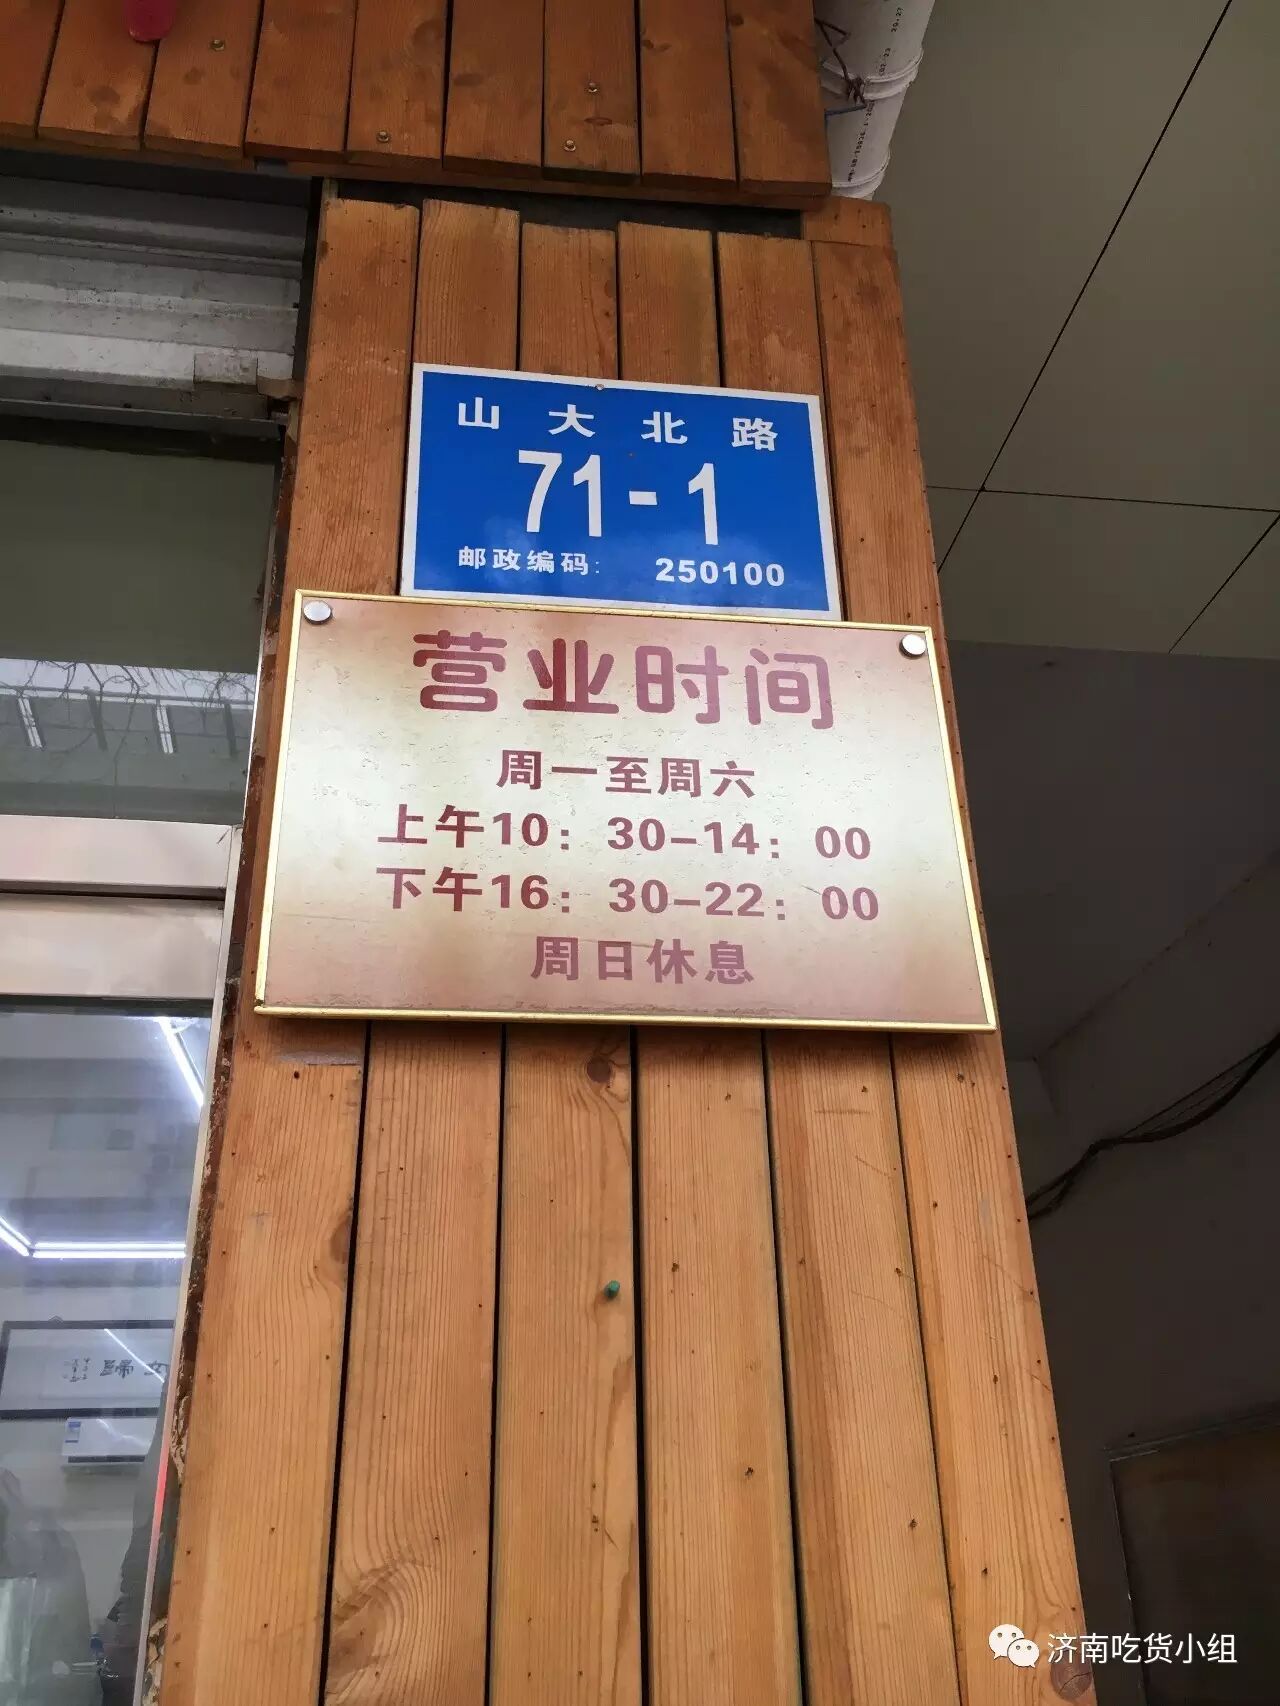 山大北路
71-1
邮政编码: 250100
营业时间
周一至周六
上午10：30-14：00
下午16：30-22：00
周日休息
济南吃货小组